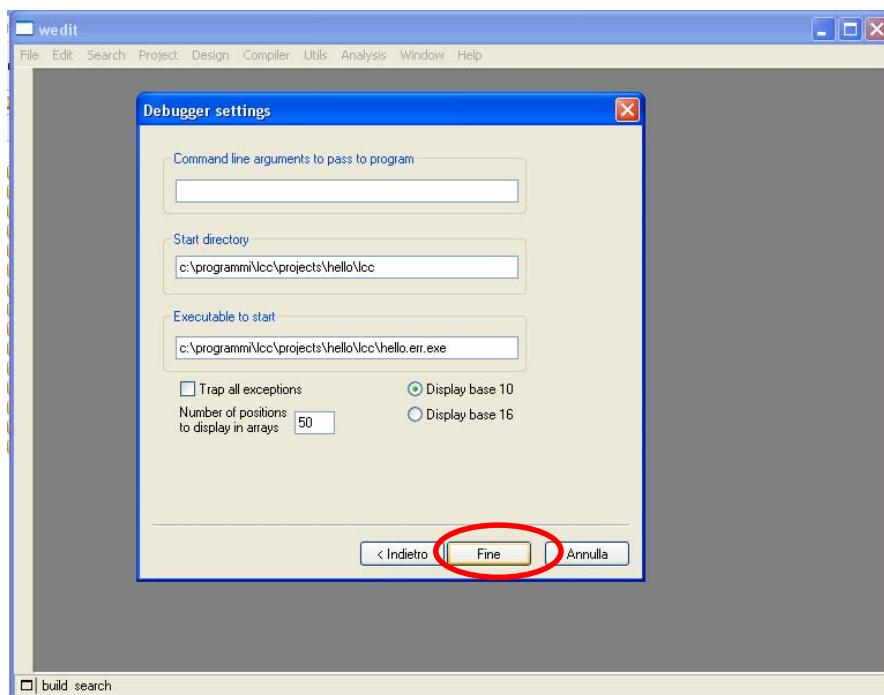 wedit
File Edit Search Project Design Compiler Utils Analysis Window Help
Debugger settings
Command line arguments to pass to program
Start directory
c:\programmi\lcc\projects\hello\lcc
Executable to start
c:\programmi\lcc\projects\hello\lcc\hello.err.exe
Trap all exceptions
Display base 10
Number of positions
to display in arrays
50
Display base 16
< Indietro Fine Annulla
build search